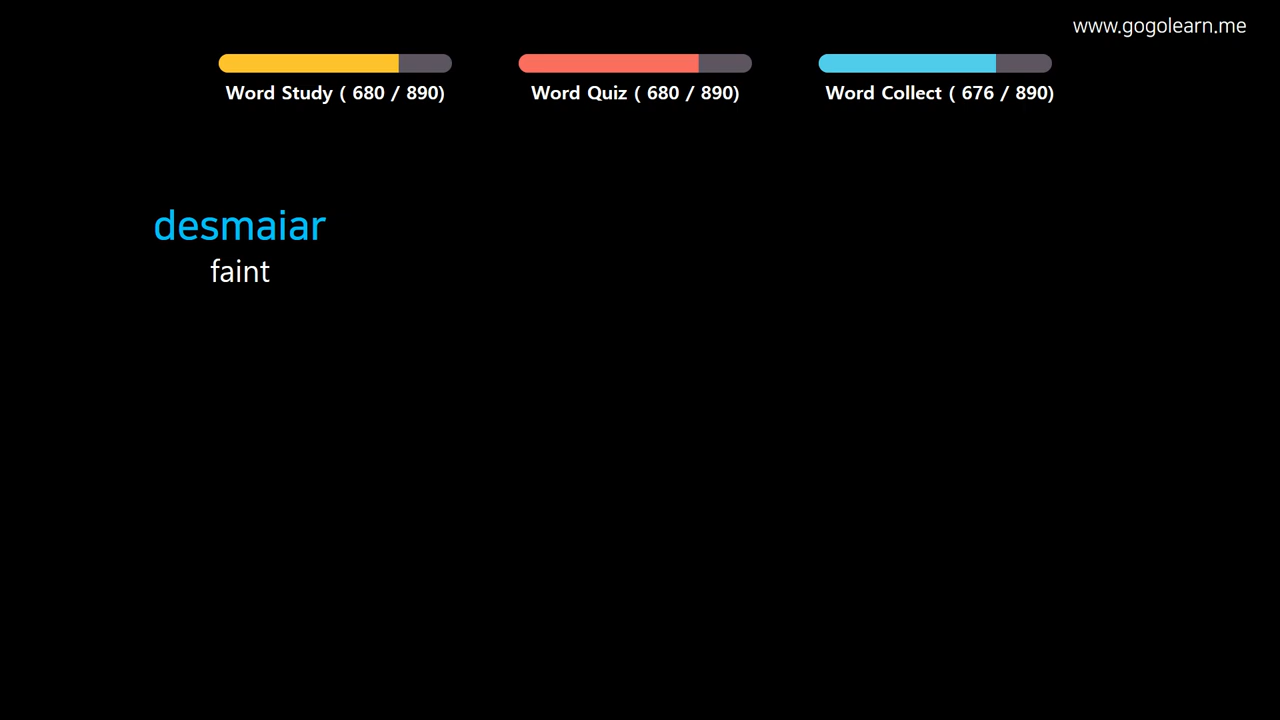 www.gogolearn.me
Word Study ( 680 / 890)
Word Quiz ( 680 / 890)
Word Collect ( 676 / 890)
desmaiar
faint